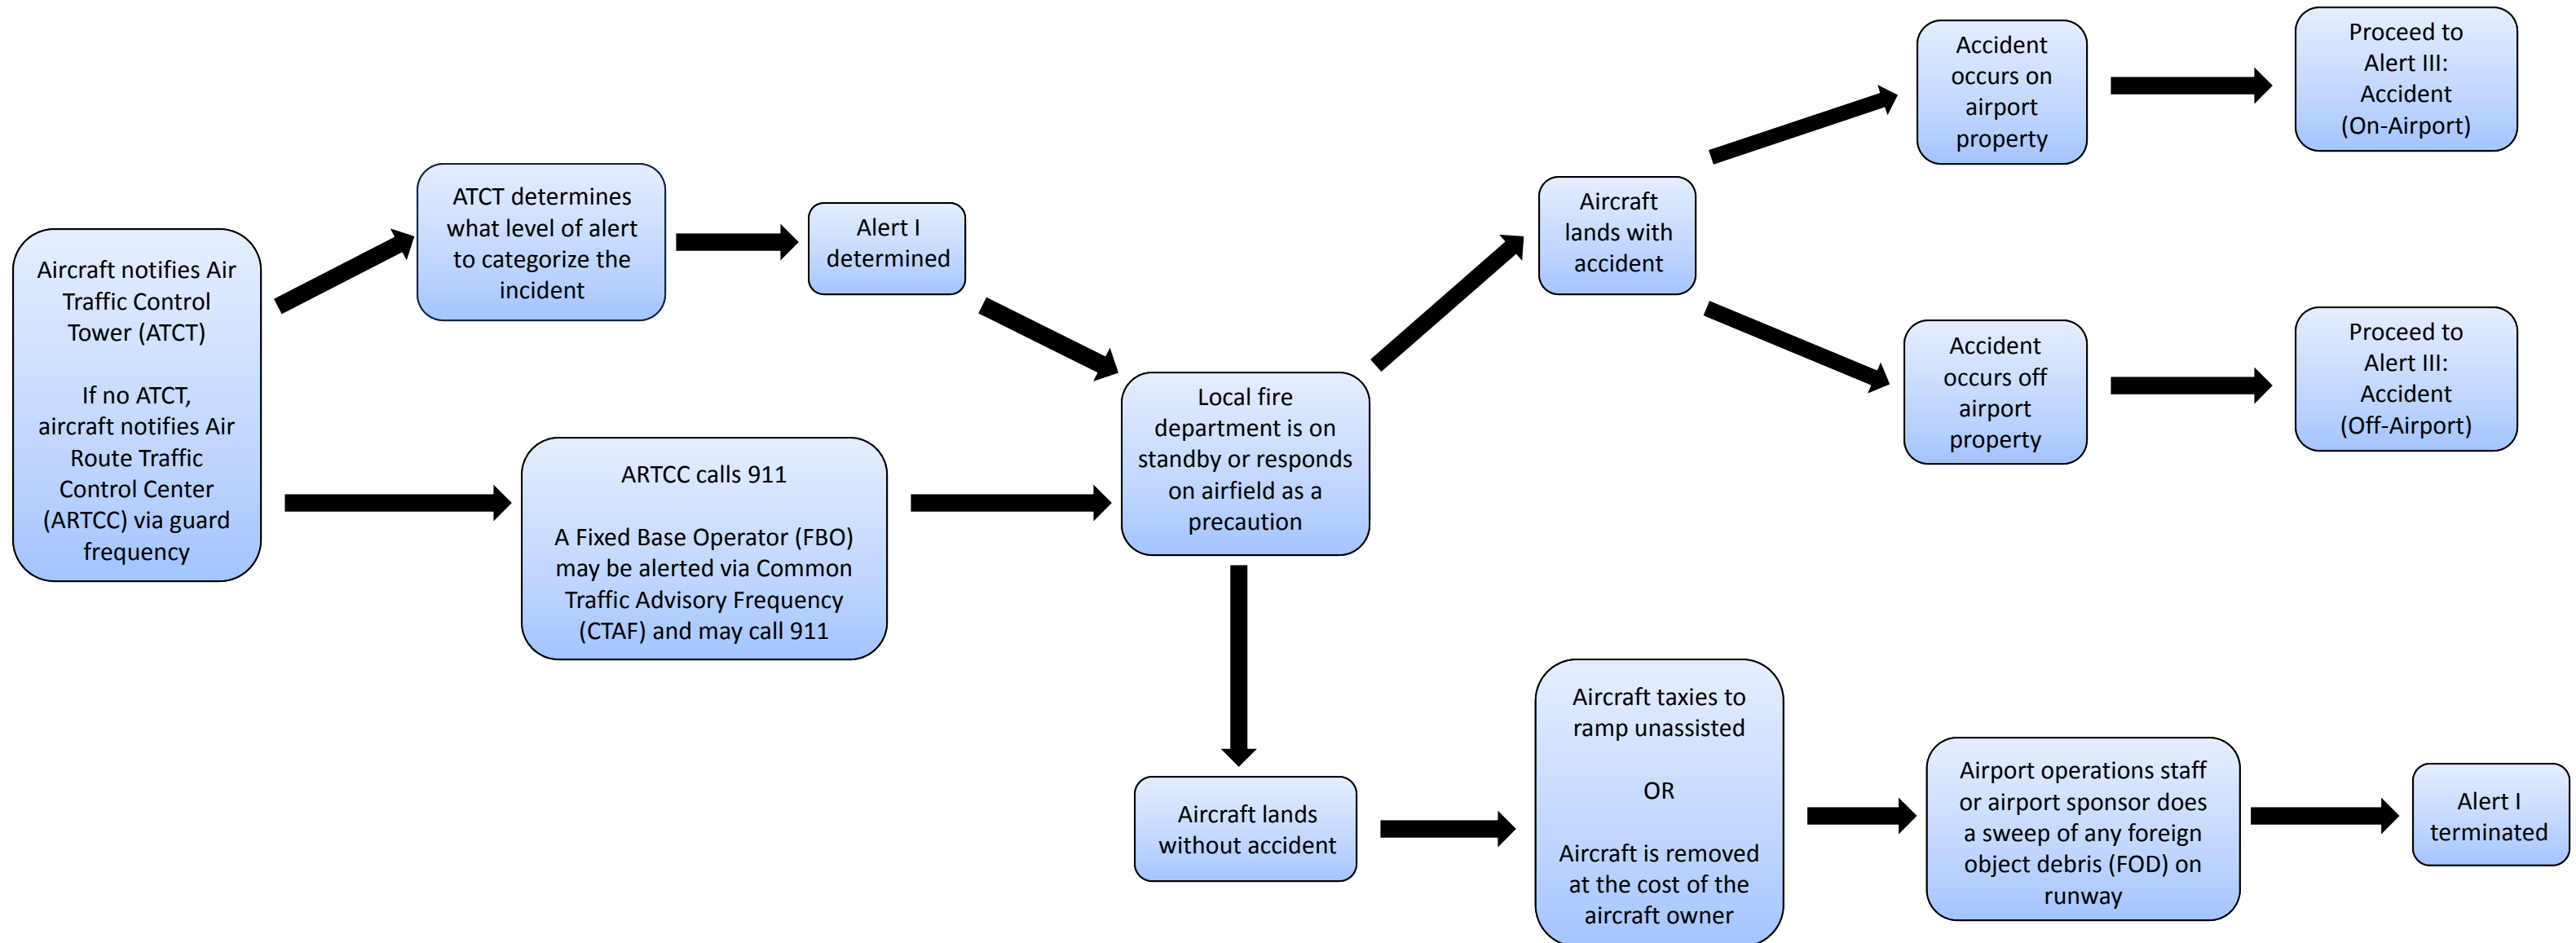 Aircraft notifies Air
Traffic Control
Tower (ATCT)
If no ATCT,
aircraft notifies Air
Route Traffic
Control Center
(ARTCC) via guard
frequency
ATCT determines
what level of alert
to categorize the
incident
Alert I
determined
ARTCC calls 911
A Fixed Base Operator (FBO)
may be alerted via Common
Traffic Advisory Frequency
(CTAF) and may call 911
Local fire
department is on
standby or responds
on airfield as a
precaution
Aircraft
lands with
accident
Accident
occurs on
airport
property
Proceed to
Alert III:
Accident
(On-Airport)
Accident
occurs off
airport
property
Proceed to
Alert III:
Accident
(Off-Airport)
Aircraft lands
without accident
Aircraft taxies to
ramp unassisted
OR
Aircraft is removed
at the cost of the
aircraft owner
Airport operations staff
or airport sponsor does
a sweep of any foreign
object debris (FOD) on
runway
Alert I
terminated